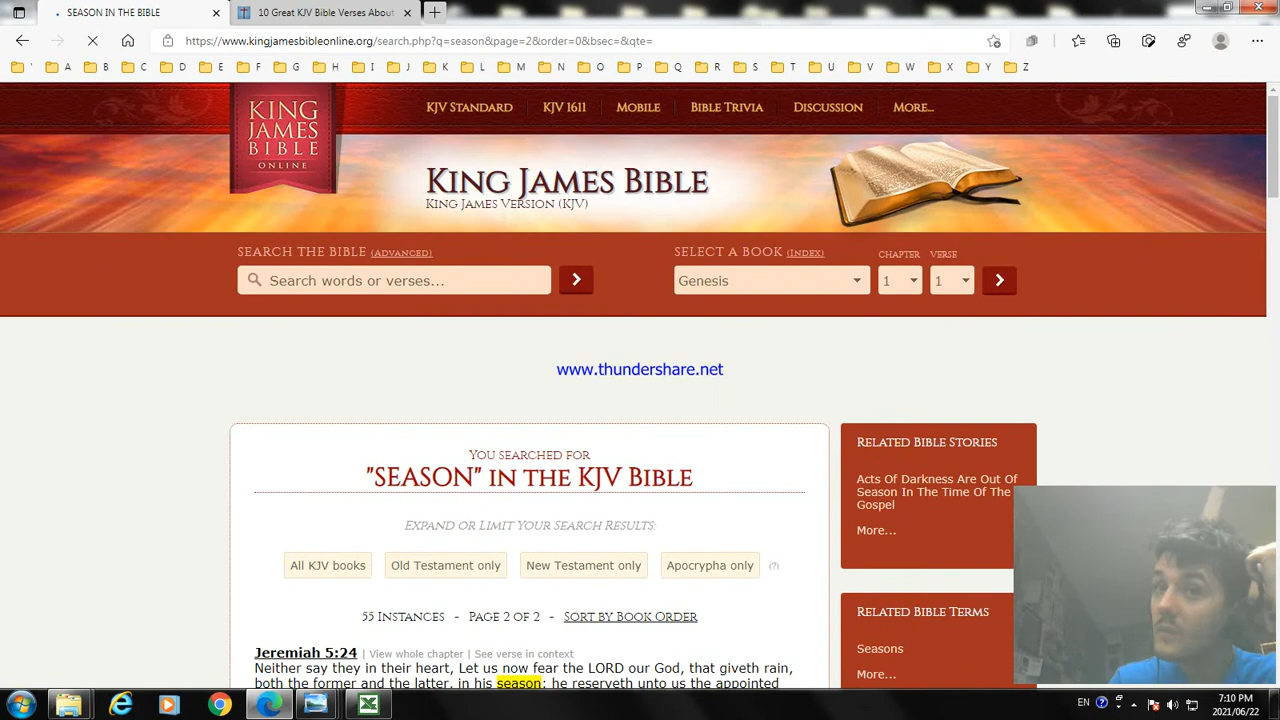 SEASON IN THE BIBLE
10 Great KJV Bible Verses About
https://www.kingjamesbibleonline.org/search.php?q=season&page=2&order=0&bsec=&qte=
' A B C D E F G H I J K L M N O P Q R S T U V W X Y Z
KING JAMES BIBLE ONLINE
KJV STANDARD KJV 1611 MOBILE BIBLE TRIVIA DISCUSSION MORE...
KING JAMES BIBLE
KING JAMES VERSION (KJV)
SEARCH THE BIBLE (ADVANCED)
SELECT A BOOK (INDEX) CHAPTER VERSE
Search words or verses...
Genesis 1 1
www.thundershare.net
YOU SEARCHED FOR
"SEASON" IN THE KJV BIBLE
EXPAND OR LIMIT YOUR SEARCH RESULTS:
All KJV books Old Testament only New Testament only Apocrypha only (?)
55 INSTANCES - PAGE 2 OF 2 - SORT BY BOOK ORDER
Jeremiah 5:24 | View whole chapter | See verse in context
Neither say they in their heart, Let us now fear the LORD our God, that giveth rain,
both the former and the latter, in his season: he reserveth unto us the appointed
RELATED BIBLE STORIES
Acts Of Darkness Are Out Of
Season In The Time Of The
Gospel
More...
RELATED BIBLE TERMS
Seasons
More...
EN
7:10 PM
2021/06/22